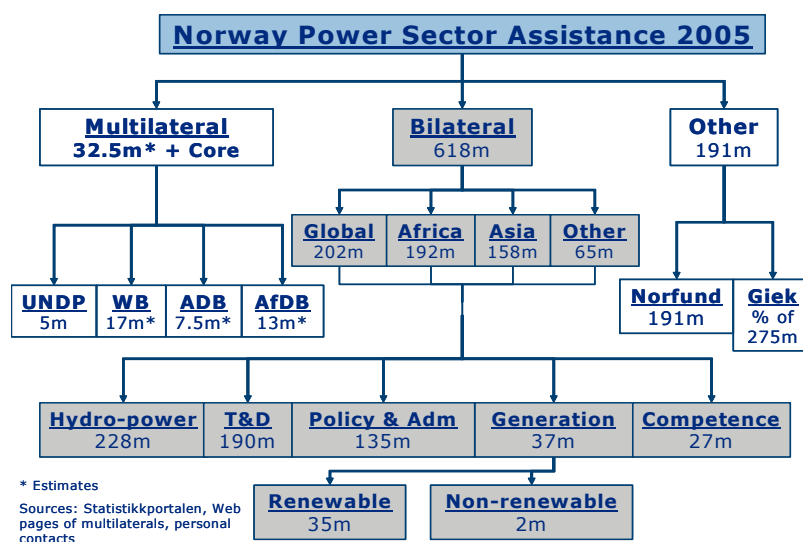 Norway Power Sector Assistance 2005
Multilateral
32.5m* + Core
Bilateral
618m
Other
191m
Global
202m
Africa
192m
Asia
158m
Other
65m
UNDP
5m
WB
17m*
ADB
7.5m*
AfDB
13m*
Norfund
191m
Giek
% of
275m
Hydro-power
228m
T&D
190m
Policy & Adm
135m
Generation
37m
Competence
27m
Renewable
35m
Non-renewable
2m
* Estimates
Sources: Statistikkportalen, Web
pages of multilaterals, personal
contacts